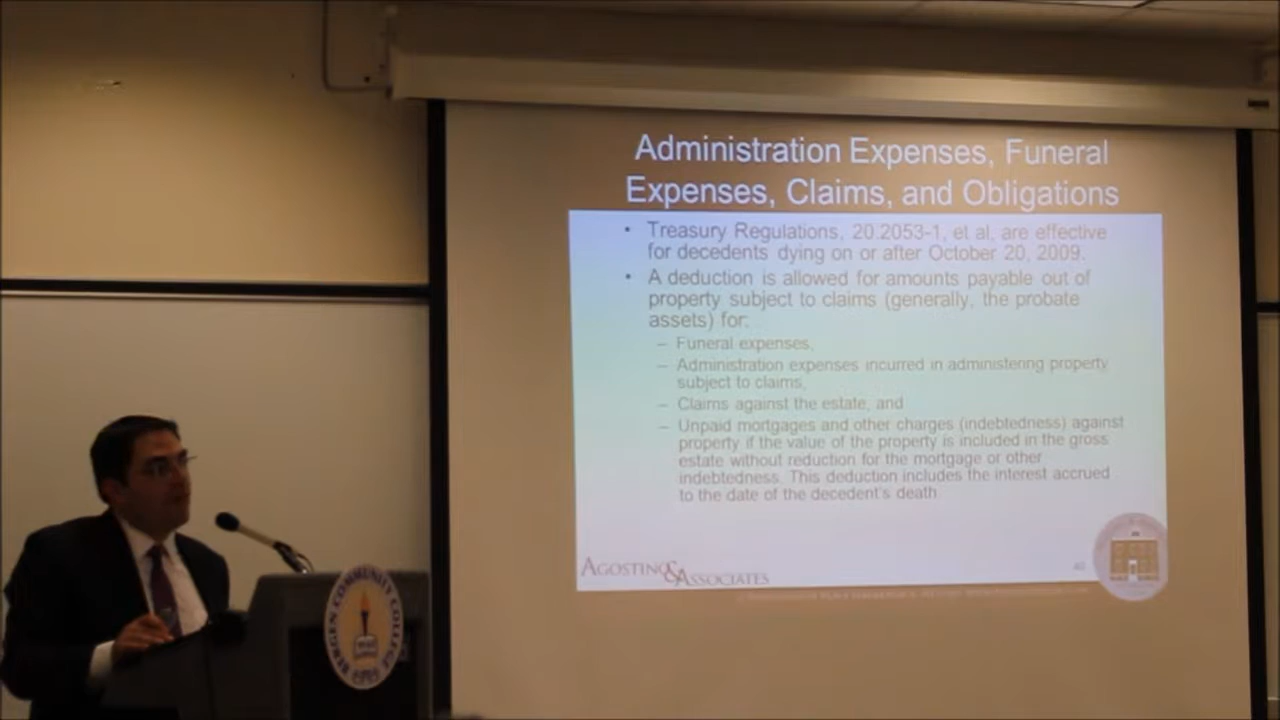 Administration Expenses, Funeral
Expenses, Claims, and Obligations
• Treasury Regulations, 20.2053-1, et al, are effective
for decedents dying on or after October 20, 2009.
• A deduction is allowed for amounts payable out of
property subject to claims (generally, the probate
assets) for:
– Funeral expenses,
– Administration expenses incurred in administering property
subject to claims,
– Claims against the estate, and
– Unpaid mortgages and other charges (indebtedness) against
property if the value of the property is included in the gross
estate without reduction for the mortgage or other
indebtedness. This deduction includes the interest accrued
to the date of the decedent's death
AGOSTINO & ASSOCIATES
BERGEN COMMUNITY COLLEGE